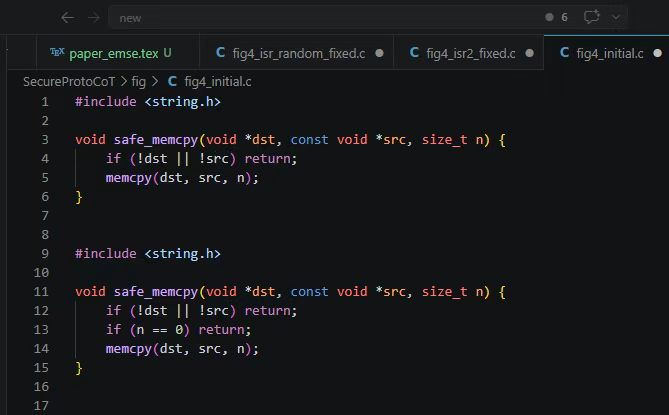 new 6
TEX paper_emse.tex U C fig4_isr_random_fixed.c C fig4_isr2_fixed.c C fig4_initial.c
SecureProtoCoT > fig > C fig4_initial.c
1 #include <string.h>
2
3 void safe_memcpy(void *dst, const void *src, size_t n) {
4 if (!dst || !src) return;
5 memcpy(dst, src, n);
6 }
7
8
9 #include <string.h>
10
11 void safe_memcpy(void *dst, const void *src, size_t n) {
12 if (!dst || !src) return;
13 if (n == 0) return;
14 memcpy(dst, src, n);
15 }
16
17